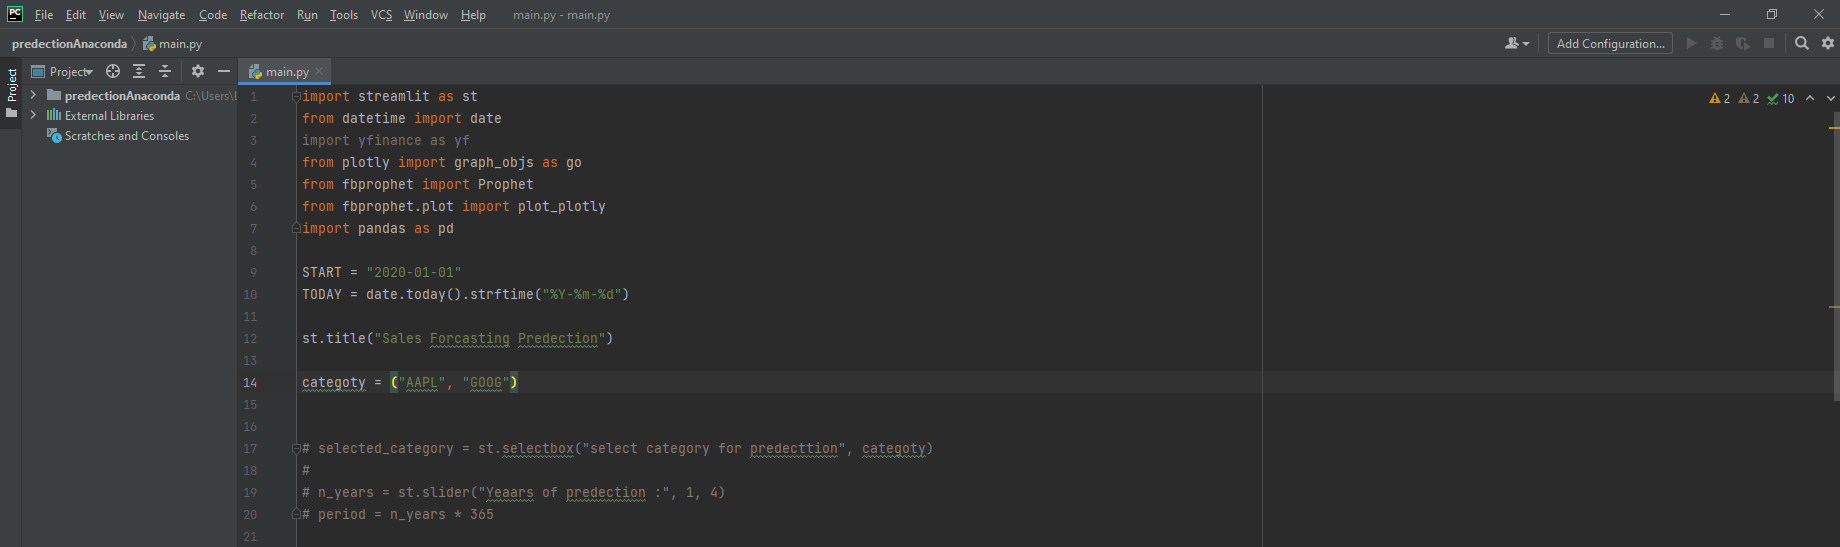 PC File Edit View Navigate Code Refactor Run Tools VCS Window Help main.py - main.py
predectionAnaconda main.py Add Configuration...
Project Project main.py
predectionAnaconda C:\Users\
External Libraries
Scratches and Consoles
2 2 10
1 import streamlit as st
2 from datetime import date
3 import yfinance as yf
4 from plotly import graph_objs as go
5 from fbprophet import Prophet
6 from fbprophet.plot import plot_plotly
7 import pandas as pd
8
9 START = "2020-01-01"
10 TODAY = date.today().strftime("%Y-%m-%d")
11
12 st.title("Sales Forcasting Predection")
13
14 categoty = ("AAPL", "GOOG")
15
16
17 # selected_category = st.selectbox("select category for predecttion", categoty)
18 #
19 # n_years = st.slider("Yeaars of predection :", 1, 4)
20 # period = n_years * 365
21